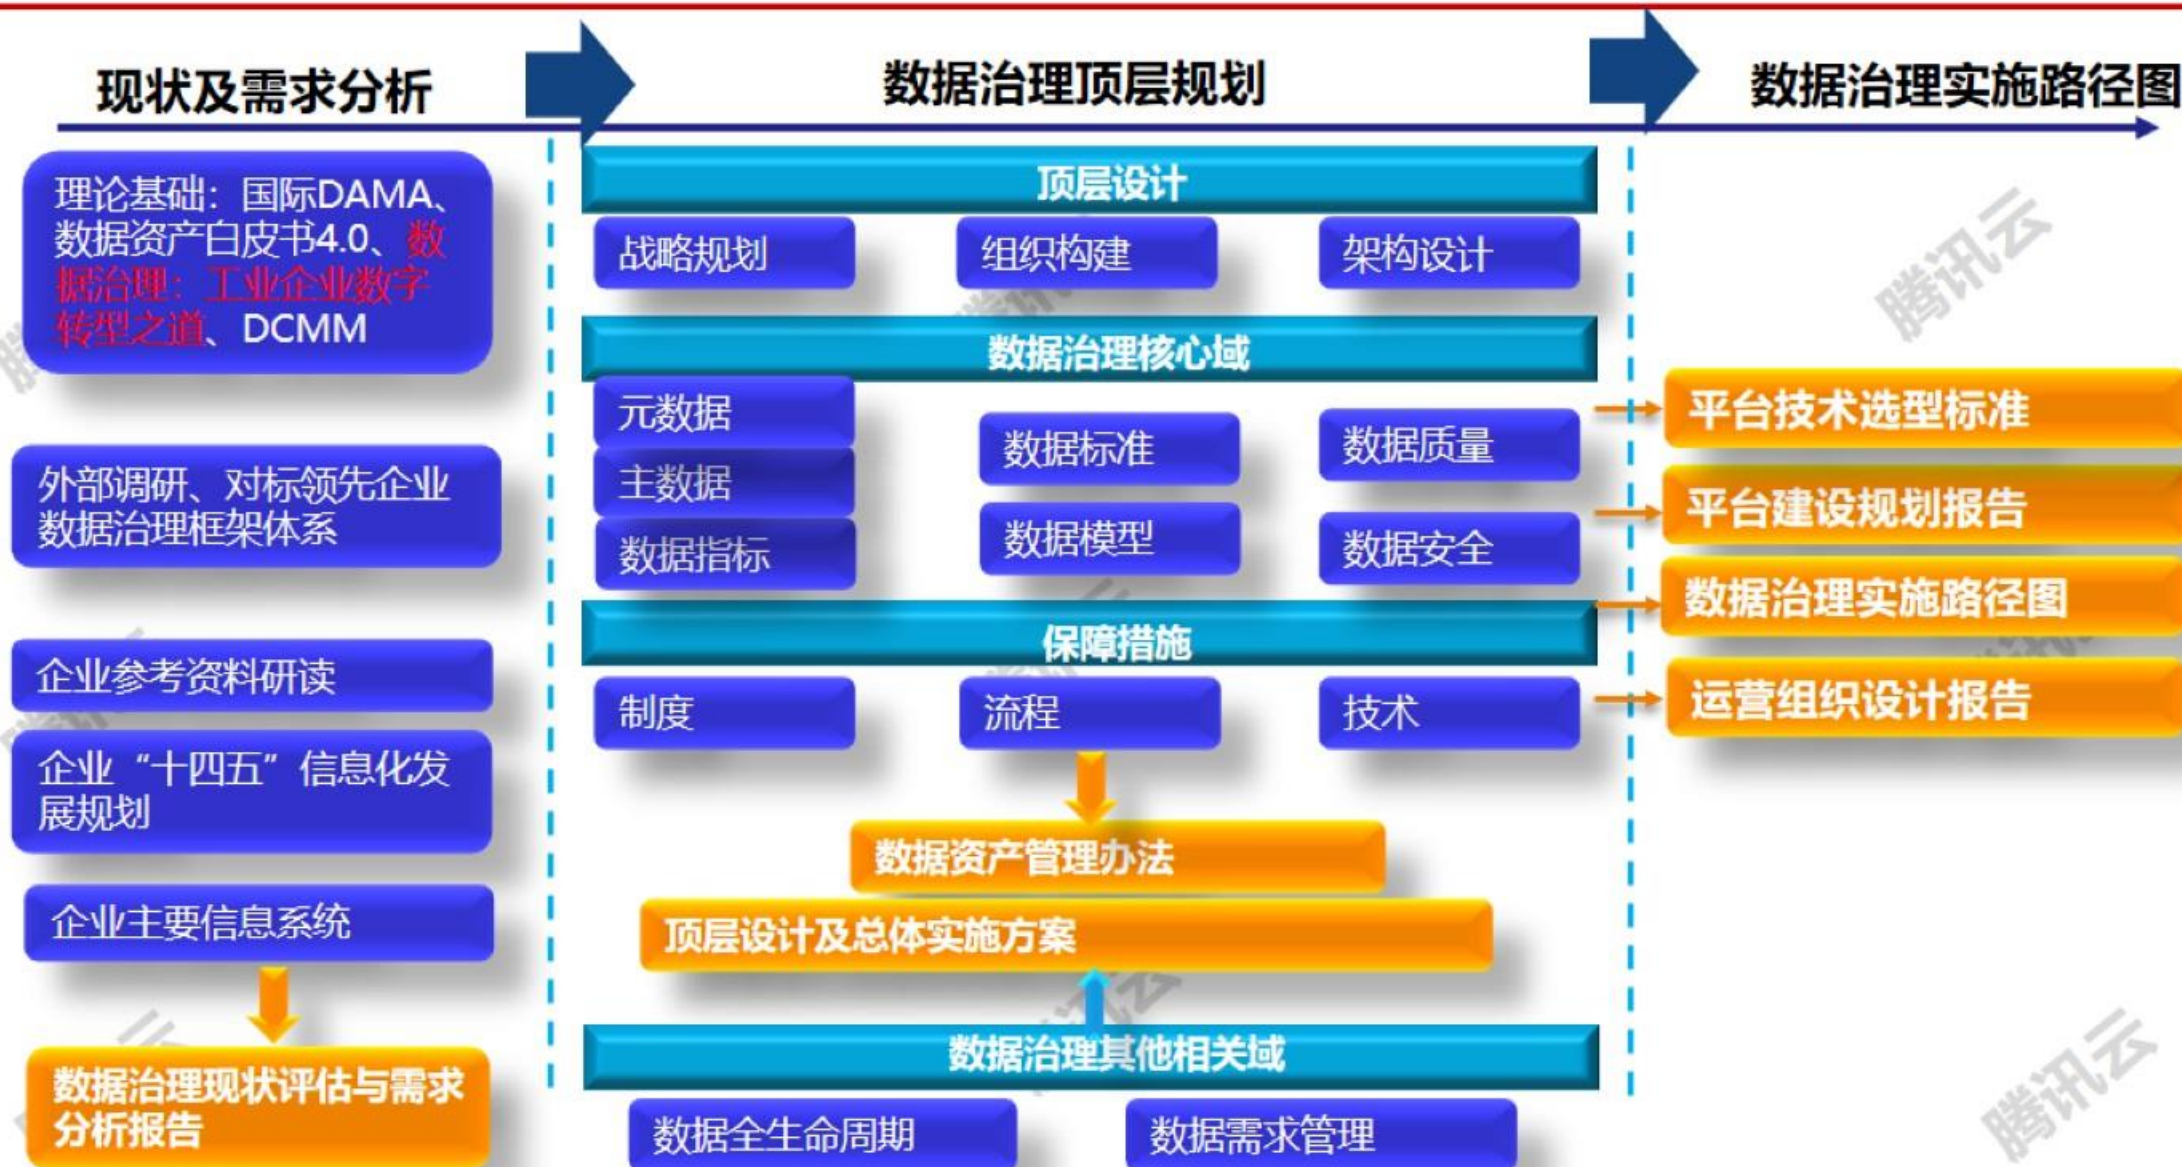 现状及需求分析
数据治理顶层规划
数据治理实施路径图
理论基础：国际DAMA、
数据资产白皮书4.0、数
据治理：工业企业数字
转型之道、DCMM
外部调研、对标领先企业
数据治理框架体系
企业参考资料研读
企业“十四五”信息化发
展规划
企业主要信息系统
数据治理现状评估与需求
分析报告
顶层设计
战略规划
组织构建
架构设计
数据治理核心域
元数据
主数据
数据指标
数据标准
数据模型
数据质量
数据安全
保障措施
制度
流程
技术
数据资产管理办法
顶层设计及总体实施方案
数据治理其他相关域
数据全生命周期
数据需求管理
平台技术选型标准
平台建设规划报告
数据治理实施路径图
运营组织设计报告
腾讯云
腾讯云